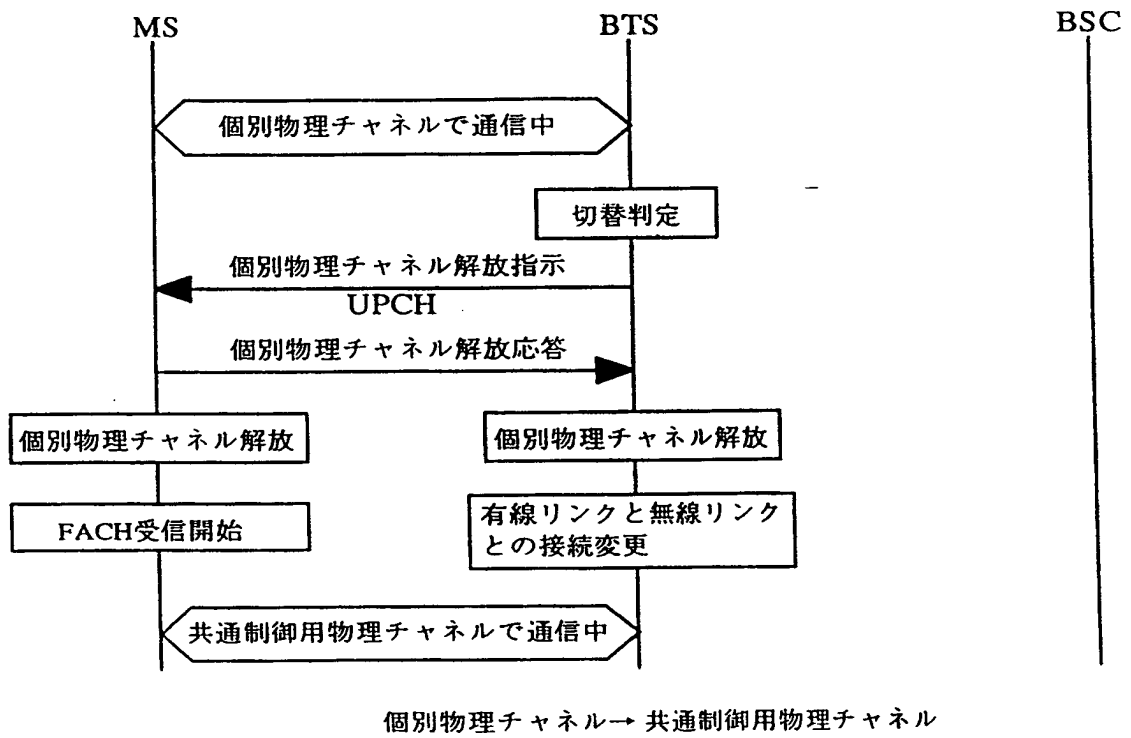 MS
BTS
BSC
個別物理チャネルで通信中
切替判定
個別物理チャネル解放指示
UPCH
個別物理チャネル解放応答
個別物理チャネル解放
個別物理チャネル解放
FACH受信開始
有線リンクと無線リンク
との接続変更
共通制御用物理チャネルで通信中
個別物理チャネル→ 共通制御用物理チャネル